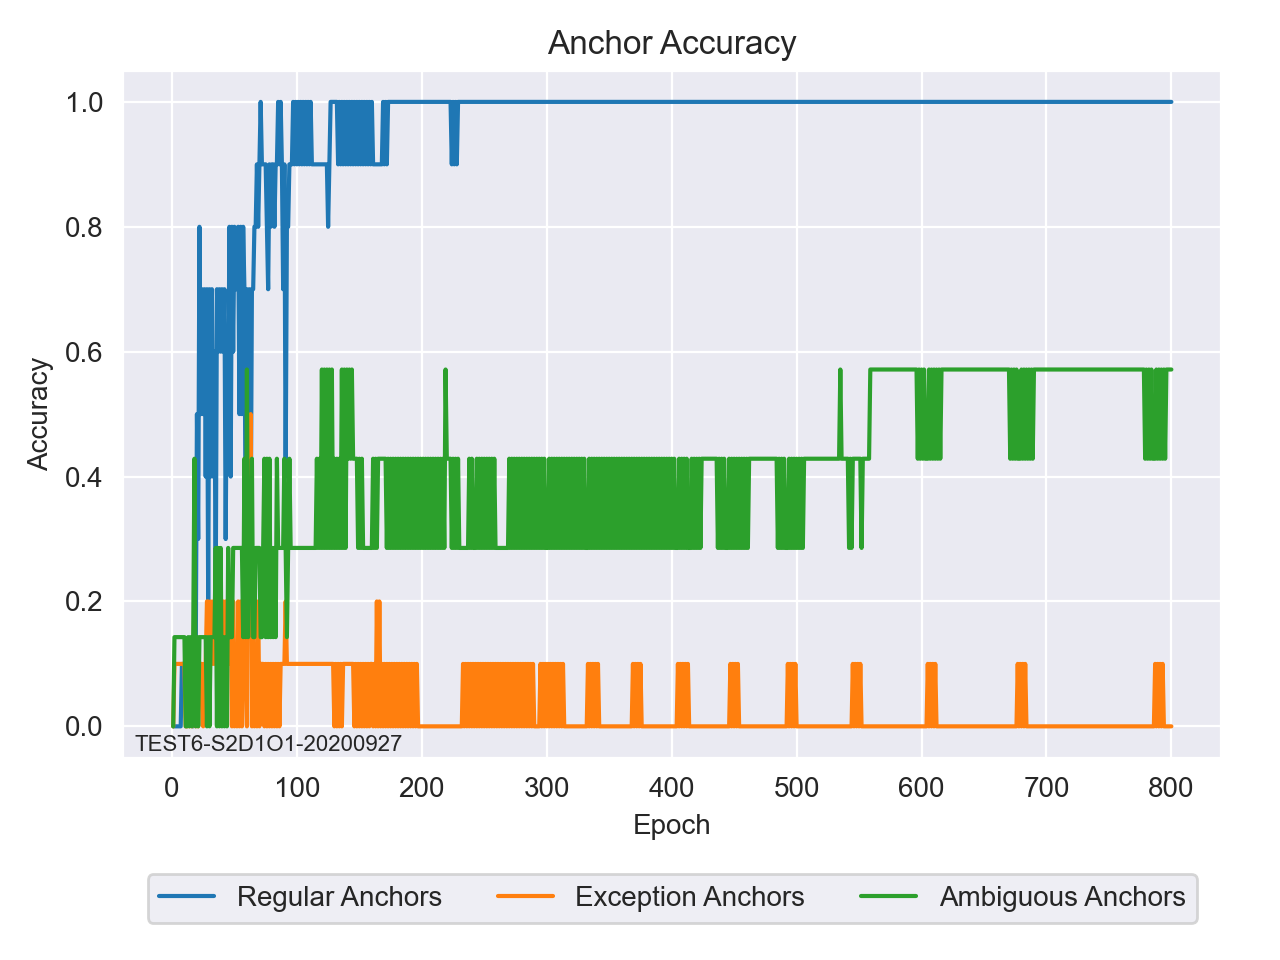 Anchor Accuracy
1.0
0.8
0.6
0.4
0.2
0.0
Accuracy
TEST6-S2D1O1-20200927
0 100 200 300 400 500 600 700 800
Epoch
Regular Anchors Exception Anchors Ambiguous Anchors